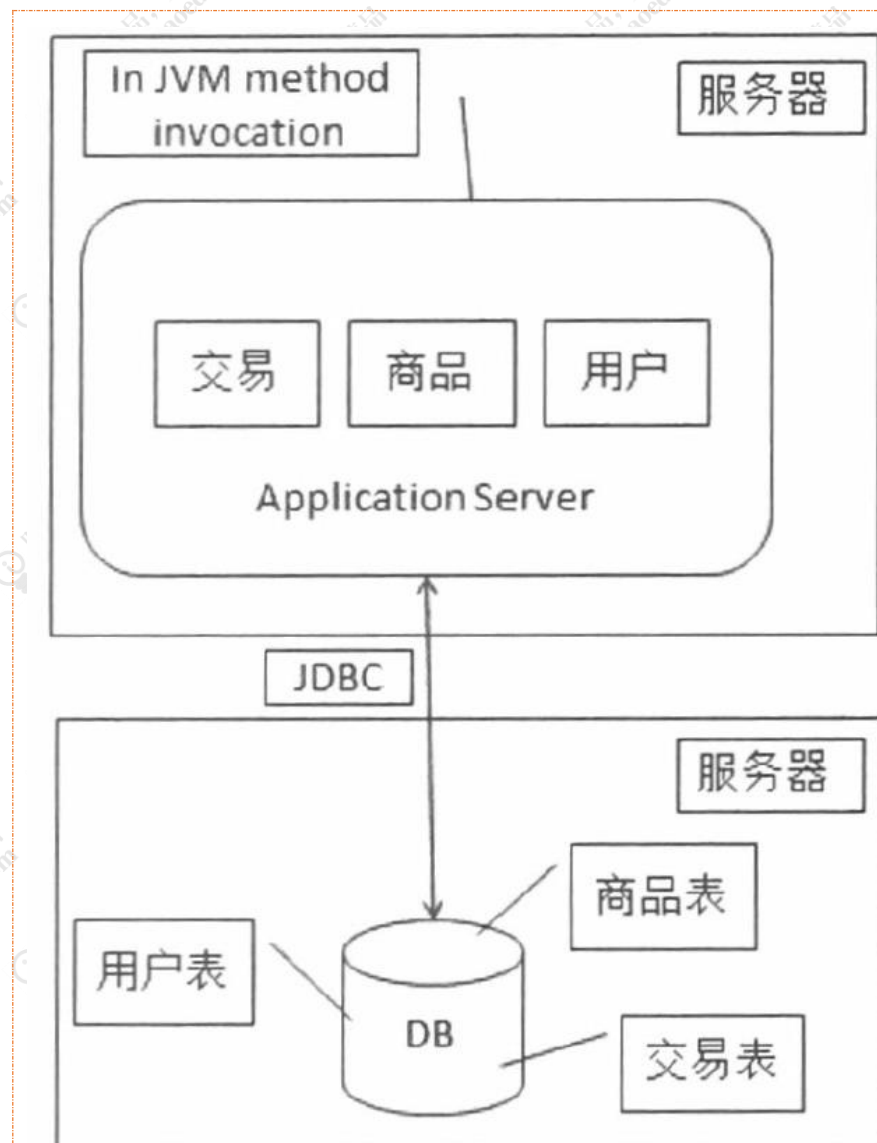 In JVM method
invocation
服务器
交易
商品
用户
Application Server
JDBC
服务器
商品表
用户表
DB
交易表